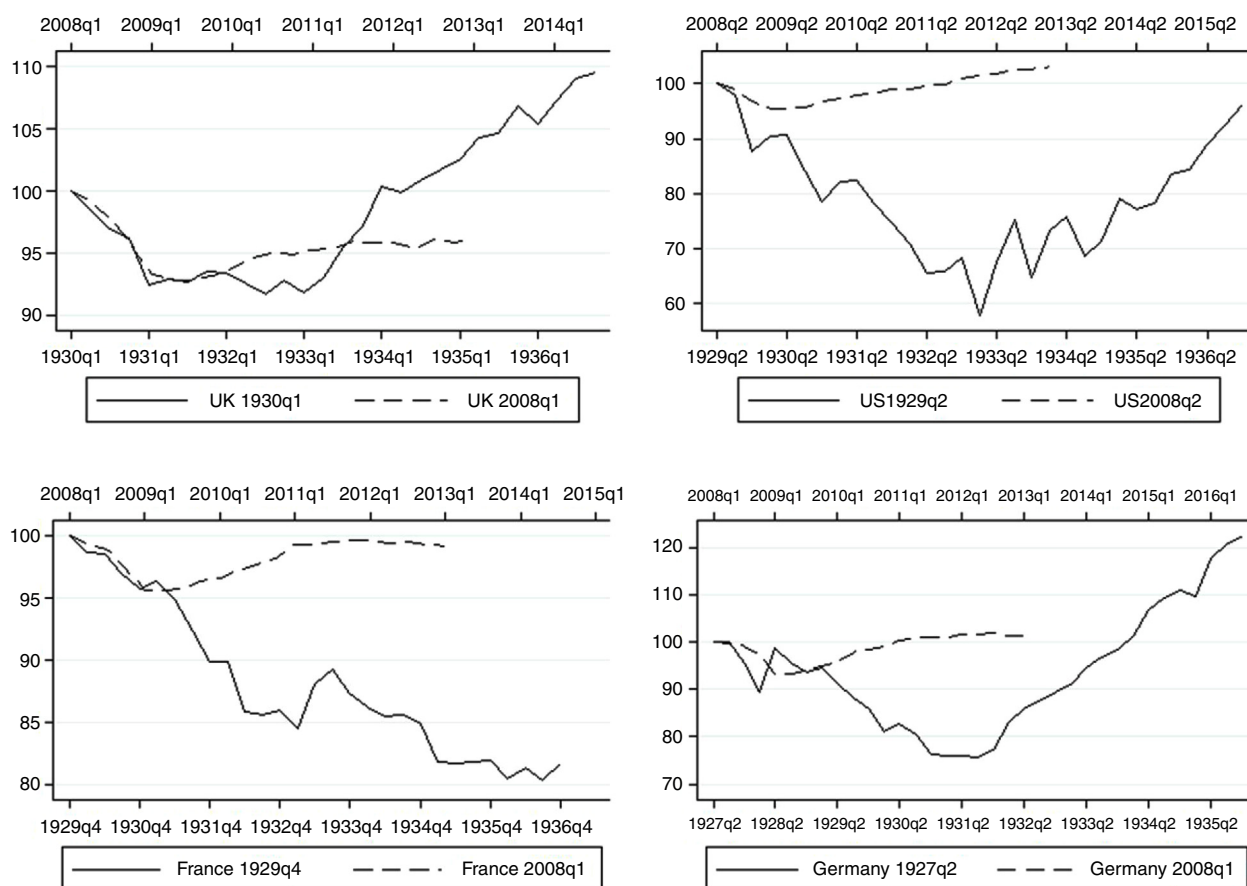 2008q1 2009q1 2010q1 2011q1 2012q1 2013q1 2014q1
110
105
100
95
90
1930q1 1931q1 1932q1 1933q1 1934q1 1935q1 1936q1
UK 1930q1 UK 2008q1
2008q2 2009q2 2010q2 2011q2 2012q2 2013q2 2014q2 2015q2
100
90
80
70
60
1929q2 1930q2 1931q2 1932q2 1933q2 1934q2 1935q2 1936q2
US1929q2 US2008q2
2008q1 2009q1 2010q1 2011q1 2012q1 2013q1 2014q1 2015q1
100
95
90
85
80
1929q4 1930q4 1931q4 1932q4 1933q4 1934q4 1935q4 1936q4
France 1929q4 France 2008q1
2008q1 2009q1 2010q1 2011q1 2012q1 2013q1 2014q1 2015q1 2016q1
120
110
100
90
80
70
1927q2 1928q2 1929q2 1930q2 1931q2 1932q2 1933q2 1934q2 1935q2
Germany 1927q2 Germany 2008q1